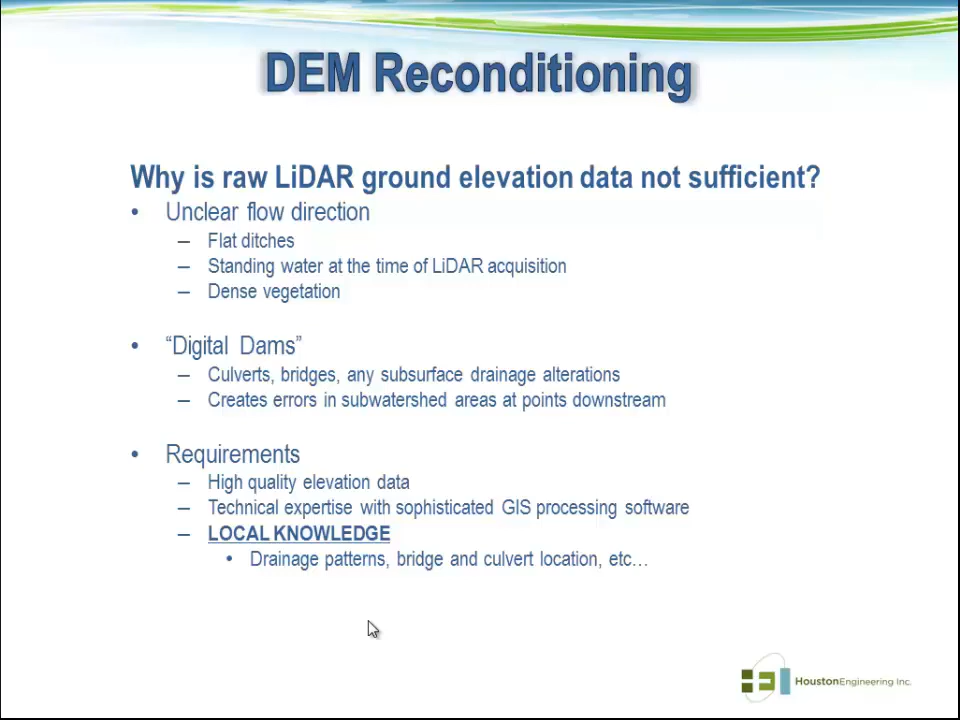 DEM Reconditioning
Why is raw LiDAR ground elevation data not sufficient?
• Unclear flow direction
– Flat ditches
– Standing water at the time of LiDAR acquisition
– Dense vegetation
• “Digital Dams”
– Culverts, bridges, any subsurface drainage alterations
– Creates errors in subwatershed areas at points downstream
• Requirements
– High quality elevation data
– Technical expertise with sophisticated GIS processing software
– LOCAL KNOWLEDGE
• Drainage patterns, bridge and culvert location, etc…
HoustonEngineering Inc.